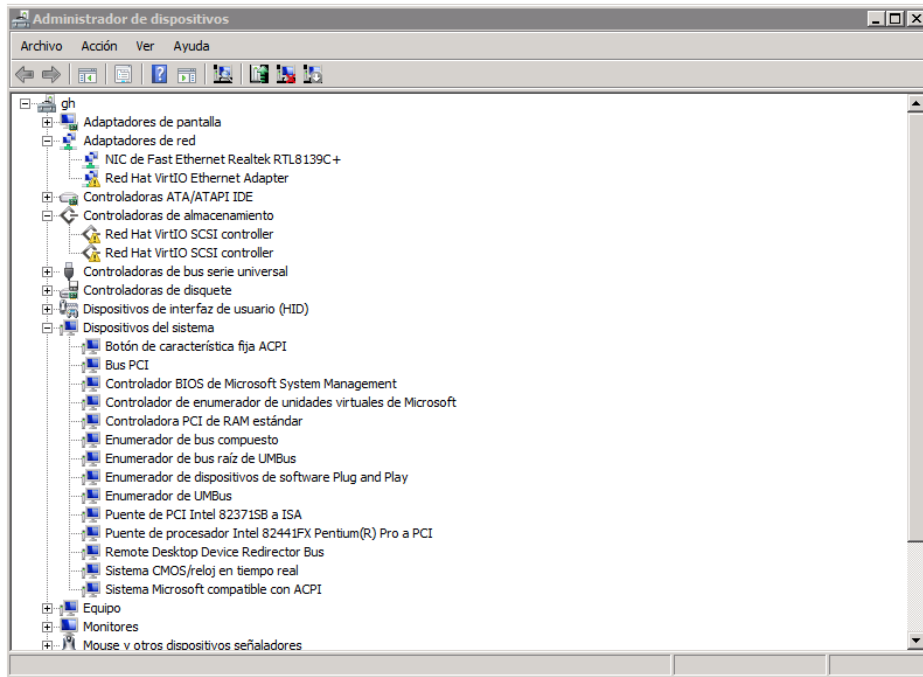 Administrador de dispositivos
Archivo Acción Ver Ayuda
gh
Adaptadores de pantalla
Adaptadores de red
NIC de Fast Ethernet Realtek RTL8139C+
Red Hat VirtIO Ethernet Adapter
Controladoras ATA/ATAPI IDE
Controladoras de almacenamiento
Red Hat VirtIO SCSI controller
Red Hat VirtIO SCSI controller
Controladoras de bus serie universal
Controladoras de disquete
Dispositivos de interfaz de usuario (HID)
Dispositivos del sistema
Botón de característica fija ACPI
Bus PCI
Controlador BIOS de Microsoft System Management
Controlador de enumerador de unidades virtuales de Microsoft
Controladora PCI de RAM estándar
Enumerador de bus compuesto
Enumerador de bus raíz de UMBus
Enumerador de dispositivos de software Plug and Play
Enumerador de UMBus
Puente de PCI Intel 82371SB a ISA
Puente de procesador Intel 82441FX Pentium(R) Pro a PCI
Remote Desktop Device Redirector Bus
Sistema CMOS/reloj en tiempo real
Sistema Microsoft compatible con ACPI
Equipo
Monitores
Mouse y otros dispositivos señaladores